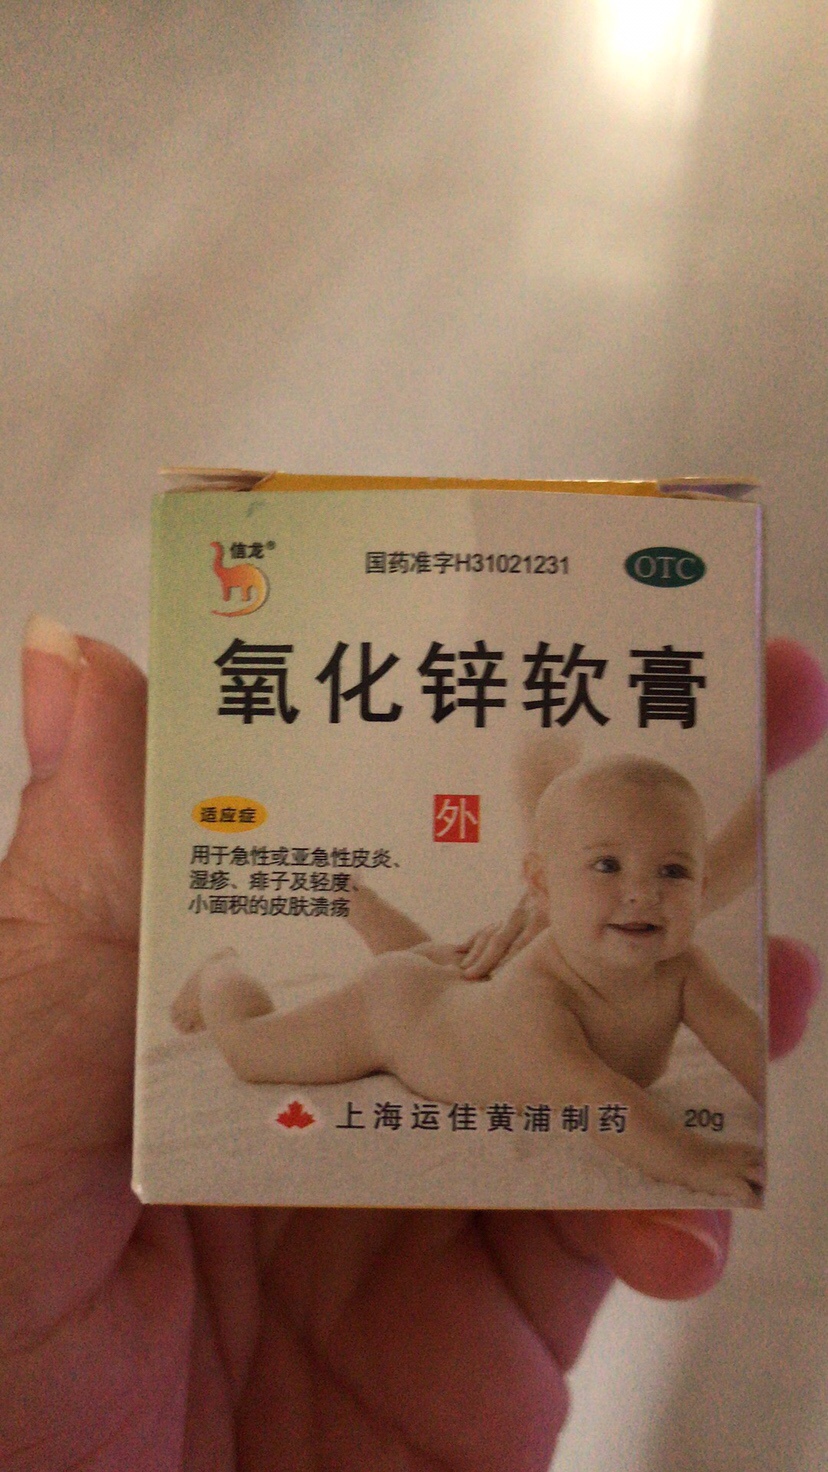 信龙®
国药准字H31021231
OTC
氧化锌软膏
适应症
外
用于急性或亚急性皮炎、
湿疹、痱子及轻度、
小面积的皮肤溃疡
上海运佳黄浦制药
20g